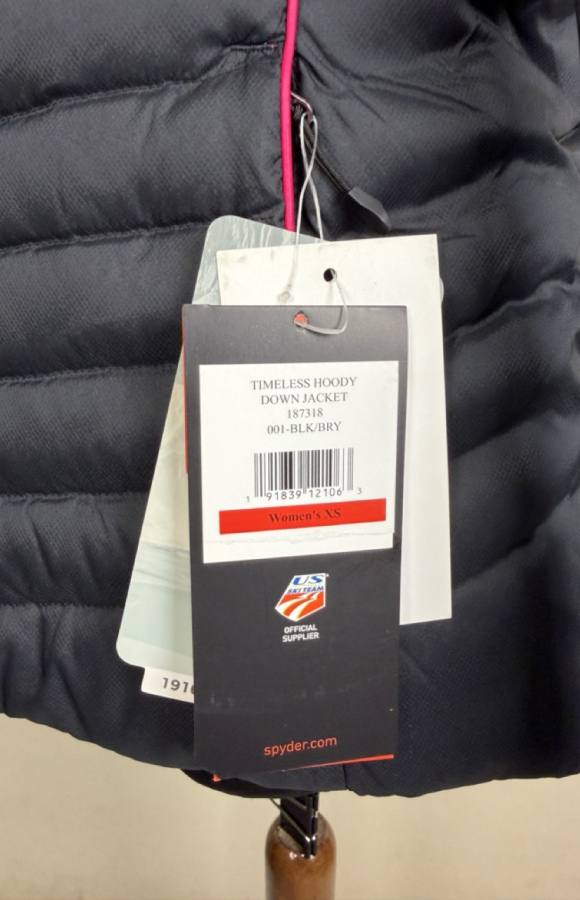 TIMELESS HOODY
DOWN JACKET
187318
001-BLK/BRY
1 91839 12106 3
Women's XS
US
SKI TEAM
OFFICIAL
SUPPLIER
spyder.com